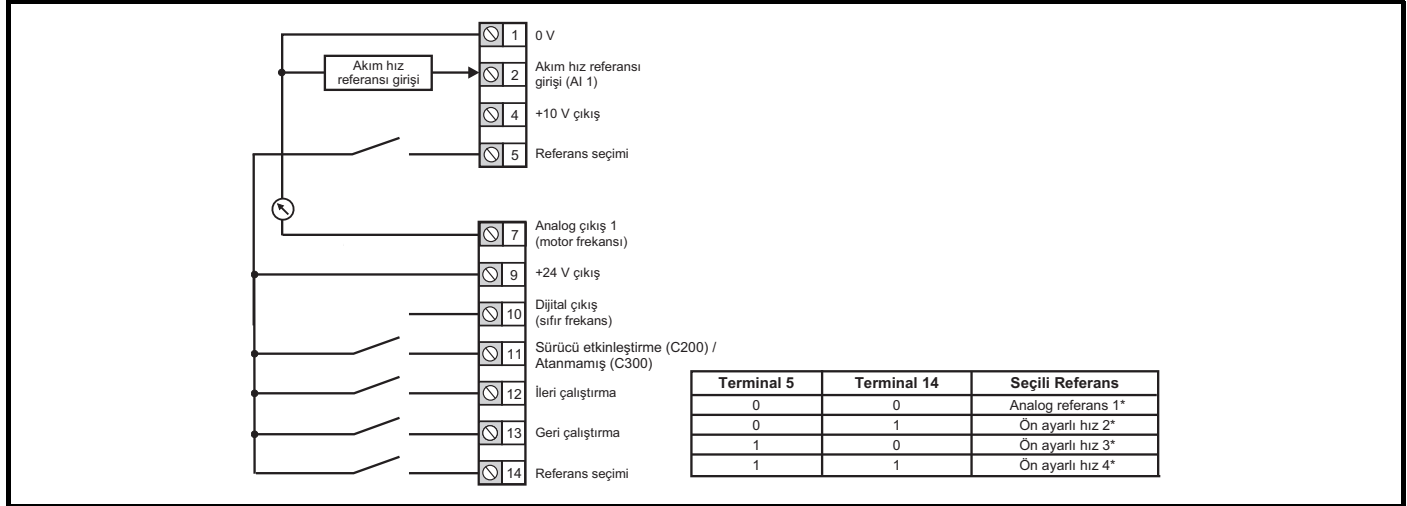 1 0 V
Akım hız
referansı girişi
2 Akım hız referansı
girişi (AI 1)
4 +10 V çıkış
5 Referans seçimi
7 Analog çıkış 1
(motor frekansı)
9 +24 V çıkış
10 Dijital çıkış
(sıfır frekans)
11 Sürücü etkinleştirme (C200) /
Atanmamış (C300)
12 İleri çalıştırma
13 Geri çalıştırma
14 Referans seçimi
Terminal 5 Terminal 14 Seçili Referans
0 0 Analog referans 1*
0 1 Ön ayarlı hız 2*
1 0 Ön ayarlı hız 3*
1 1 Ön ayarlı hız 4*